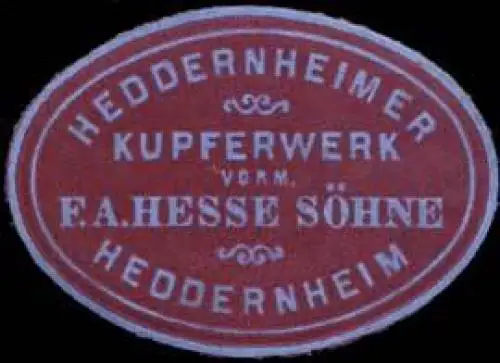 HEDDERNHEIMER
KUPFERWERK
VORM.
F.A.HESSE SÖHNE
HEDDERNHEIM